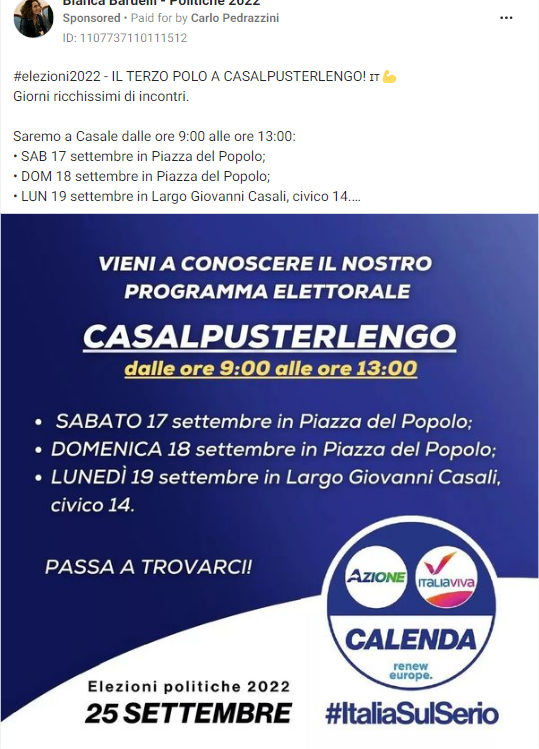 Bianca Bardelli - Politiche 2022
Sponsored • Paid for by Carlo Pedrazzini
ID: 1107737110111512
#elezioni2022 - IL TERZO POLO A CASALPUSTERLENGO! IT💪
Giorni ricchissimi di incontri.
Saremo a Casale dalle ore 9:00 alle ore 13:00:
• SAB 17 settembre in Piazza del Popolo;
• DOM 18 settembre in Piazza del Popolo;
• LUN 19 settembre in Largo Giovanni Casali, civico 14....
VIENI A CONOSCERE IL NOSTRO
PROGRAMMA ELETTORALE
CASALPUSTERLENGO
dalle ore 9:00 alle ore 13:00
• SABATO 17 settembre in Piazza del Popolo;
• DOMENICA 18 settembre in Piazza del Popolo;
• LUNEDÌ 19 settembre in Largo Giovanni Casali,
civico 14.
PASSA A TROVARCI!
AZIONE
ITALIAVIVA
CALENDA
renew
europe.
Elezioni politiche 2022
25 SETTEMBRE
#ItaliaSulSerio